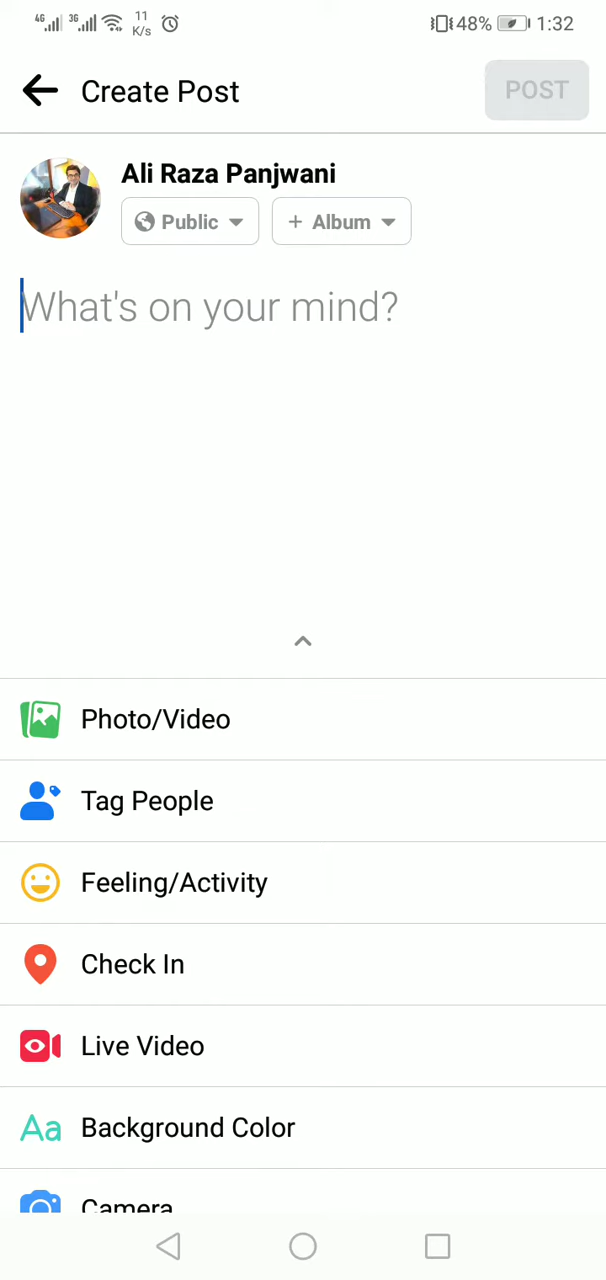 4G 3G 11 K/s 48% 1:32
Create Post POST
Ali Raza Panjwani
Public + Album
What's on your mind?
Photo/Video
Tag People
Feeling/Activity
Check In
Live Video
Aa Background Color
Camera